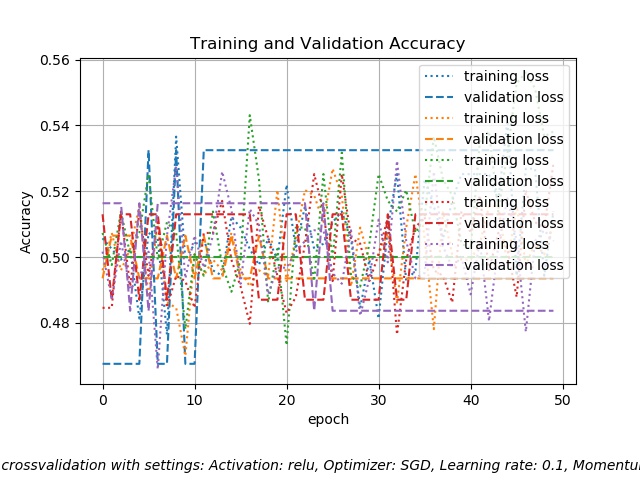 Training and Validation Accuracy
0.56
0.54
0.52
0.50
0.48
Accuracy
training loss
validation loss
training loss
validation loss
training loss
validation loss
training loss
validation loss
training loss
validation loss
0 10 20 30 40 50
epoch
crossvalidation with settings: Activation: relu, Optimizer: SGD, Learning rate: 0.1,